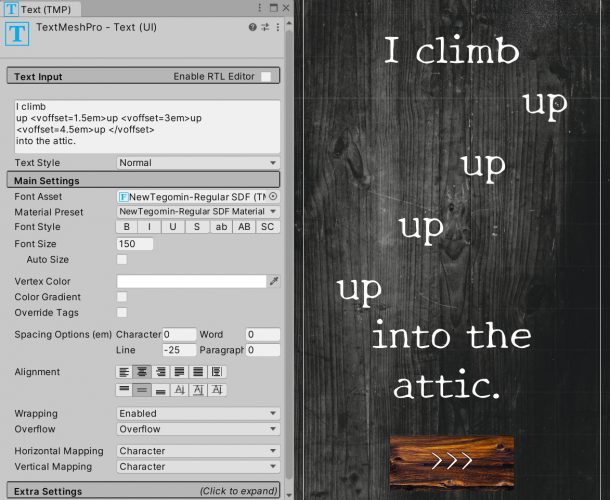 Text (TMP)
TextMeshPro - Text (UI)
Text Input
Enable RTL Editor
I climb
up <voffset=1.5em>up <voffset=3em>up
<voffset=4.5em>up </voffset>
into the attic.
Text Style Normal
Main Settings
Font Asset NewTegomin-Regular SDF (TM
Material Preset NewTegomin-Regular SDF Material
Font Style B I U S ab AB SC
Font Size 150
Auto Size
Vertex Color
Color Gradient
Override Tags
Spacing Options (em) Character 0 Word 0
Line -25 Paragraph 0
Alignment
Wrapping Enabled
Overflow Overflow
Horizontal Mapping Character
Vertical Mapping Character
Extra Settings (Click to expand)
I climb
up
up
up
up
into the
attic.
>>>